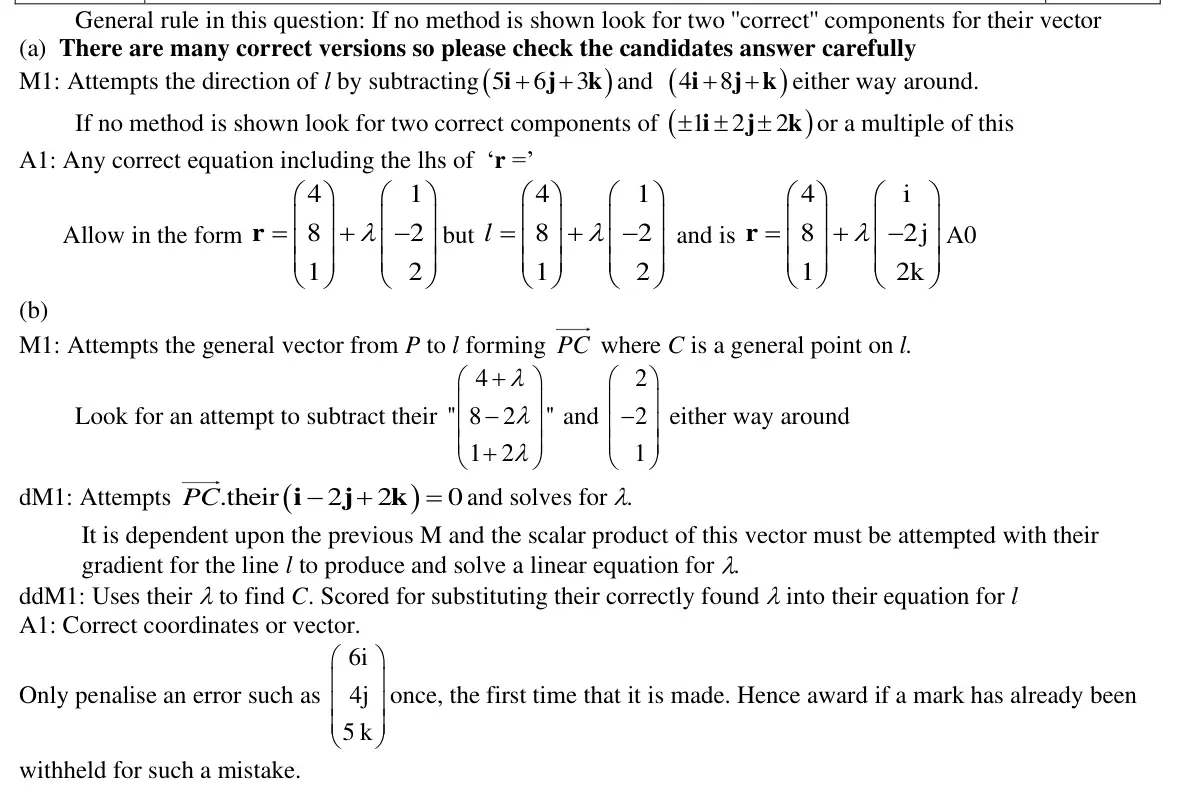 General rule in this question: If no method is shown look for two "correct" components for their vector
(a) There are many correct versions so please check the candidates answer carefully
M1: Attempts the direction of l by subtracting (5i + 6j + 3k) and (4i + 8j + k) either way around.
If no method is shown look for two correct components of (±1i ± 2j ± 2k) or a multiple of this
A1: Any correct equation including the lhs of ‘r =’
Allow in the form r = (4 8 1) + λ (1 −2 2) but l = (4 8 1) + λ (1 −2 2) and is r = (4 8 1) + λ (i −2j 2k) A0
(b)
M1: Attempts the general vector from P to l forming PC where C is a general point on l.
Look for an attempt to subtract their "(4 + λ 8 − 2λ 1 + 2λ)" and (2 −2 1) either way around
dM1: Attempts PC.their (i − 2j + 2k) = 0 and solves for λ.
It is dependent upon the previous M and the scalar product of this vector must be attempted with their
gradient for the line l to produce and solve a linear equation for λ.
ddM1: Uses their λ to find C. Scored for substituting their correctly found λ into their equation for l
A1: Correct coordinates or vector.
Only penalise an error such as (6i 4j 5k) once, the first time that it is made. Hence award if a mark has already been
withheld for such a mistake.